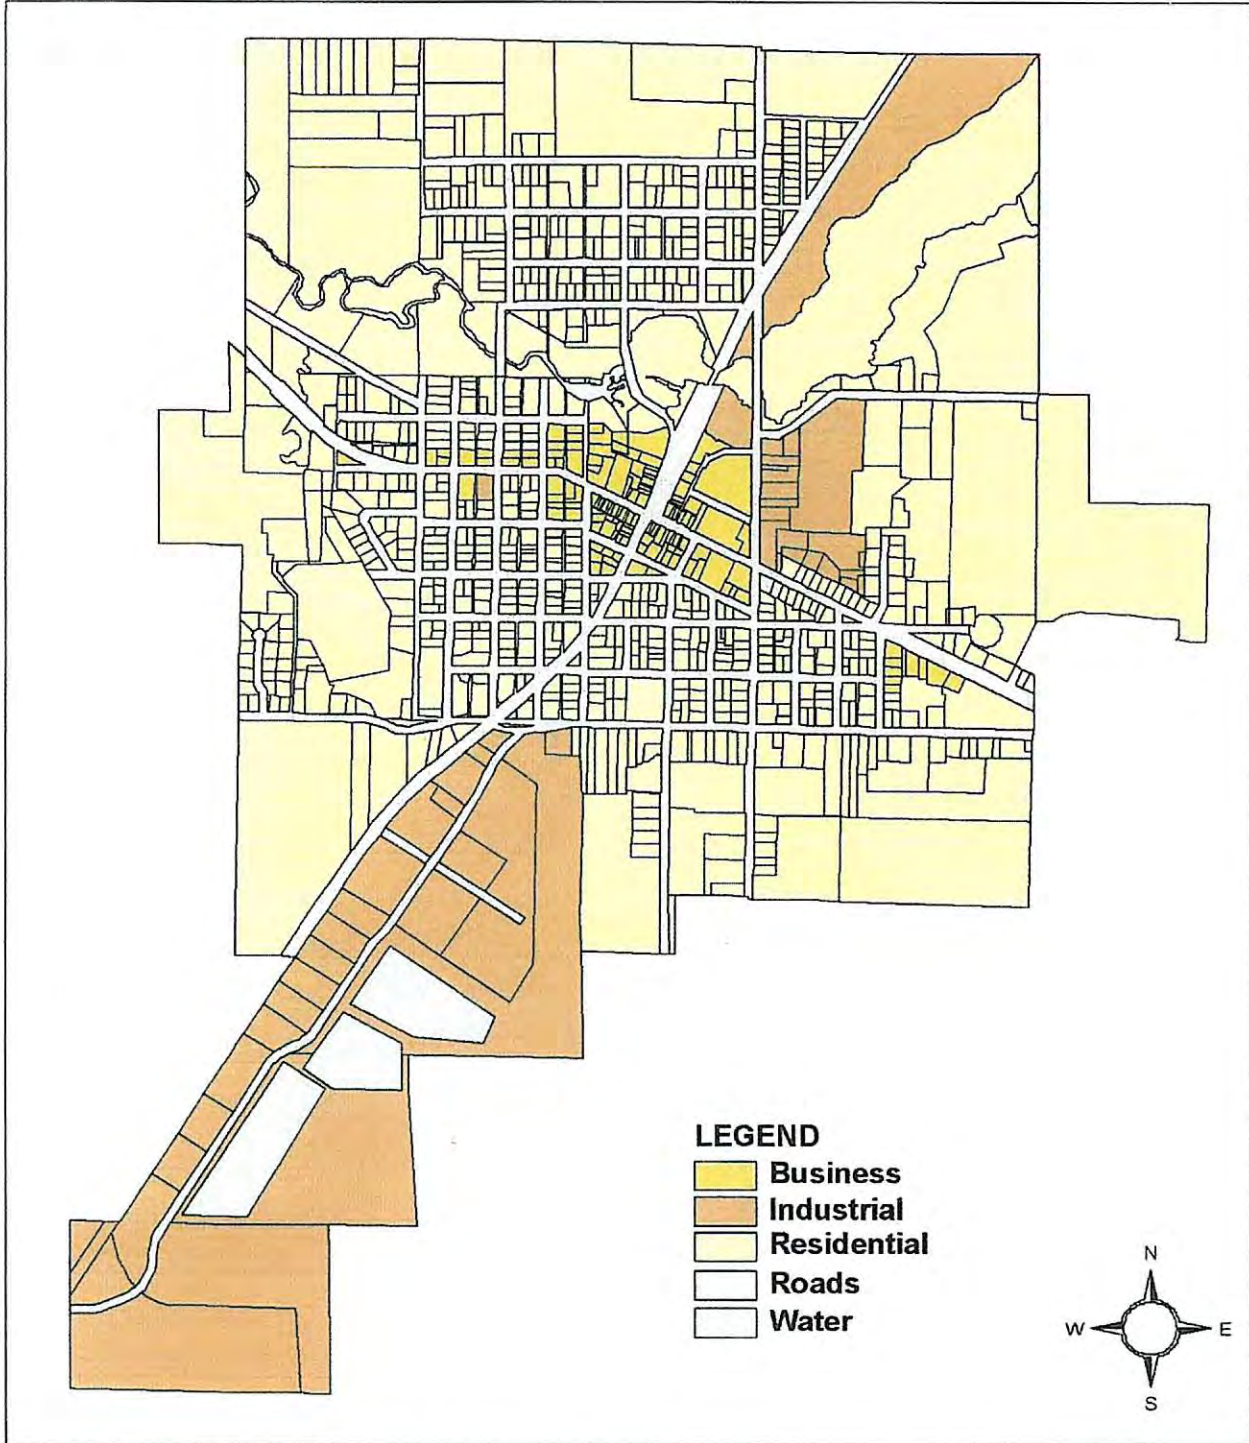 LEGEND
Business
Industrial
Residential
Roads
Water
N
W E
S